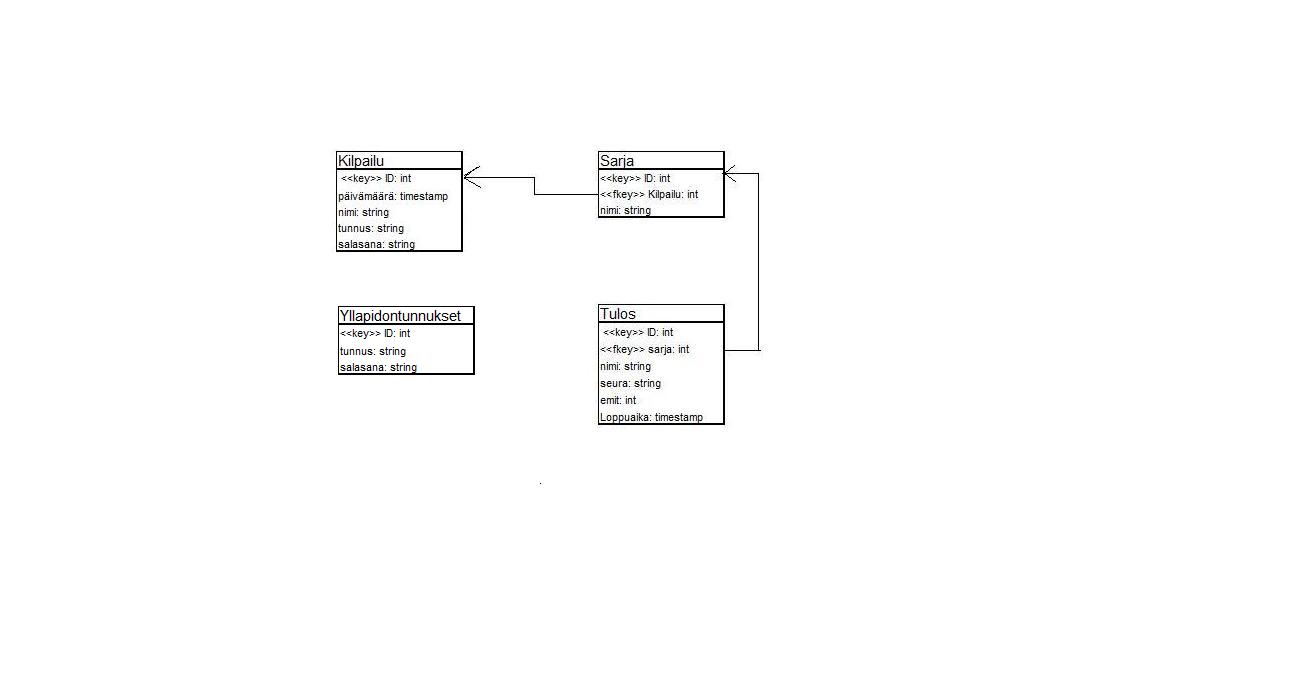 Kilpailu
<<key>> ID: int
päivämäärä: timestamp
nimi: string
tunnus: string
salasana: string
Sarja
<<key>> ID: int
<<fkey>> Kilpailu: int
nimi: string
Yllapidontunnukset
<<key>> ID: int
tunnus: string
salasana: string
Tulos
<<key>> ID: int
<<fkey>> sarja: int
nimi: string
seura: string
emit: int
Loppuaika: timestamp